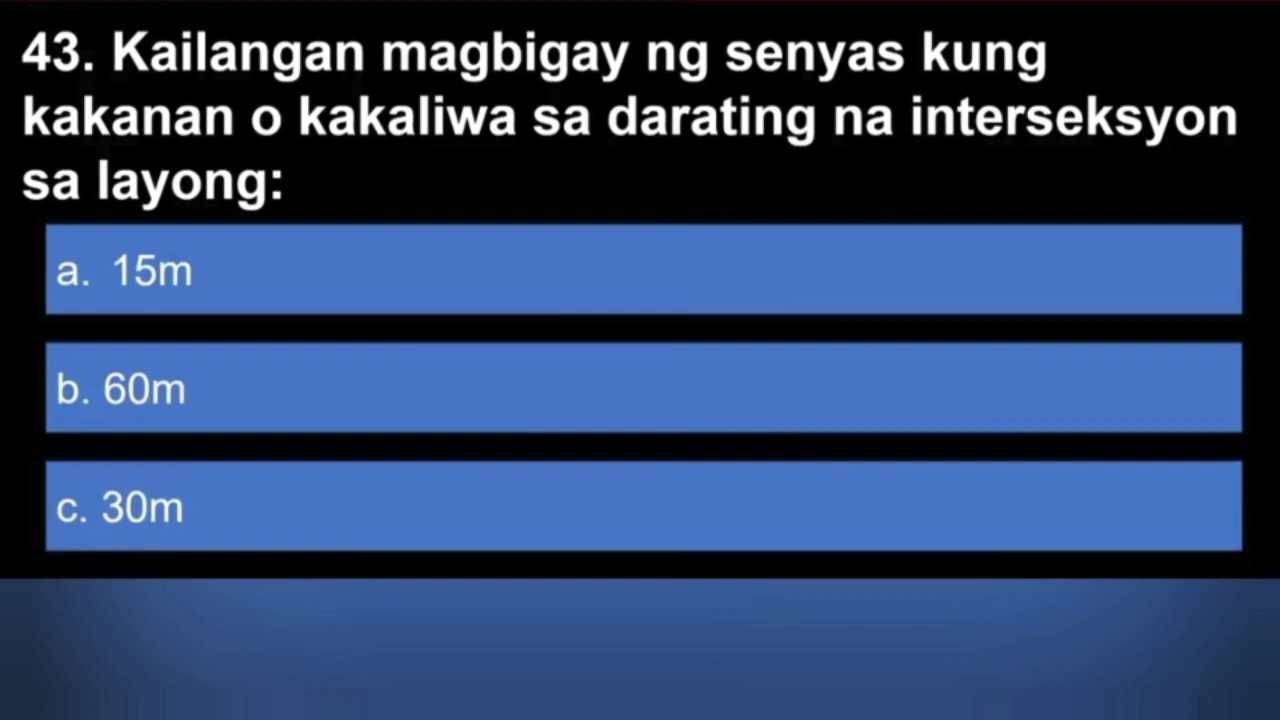 43. Kailangan magbigay ng senyas kung
kakanan o kakaliwa sa darating na interseksyon
sa layong:
a. 15m
b. 60m
c. 30m